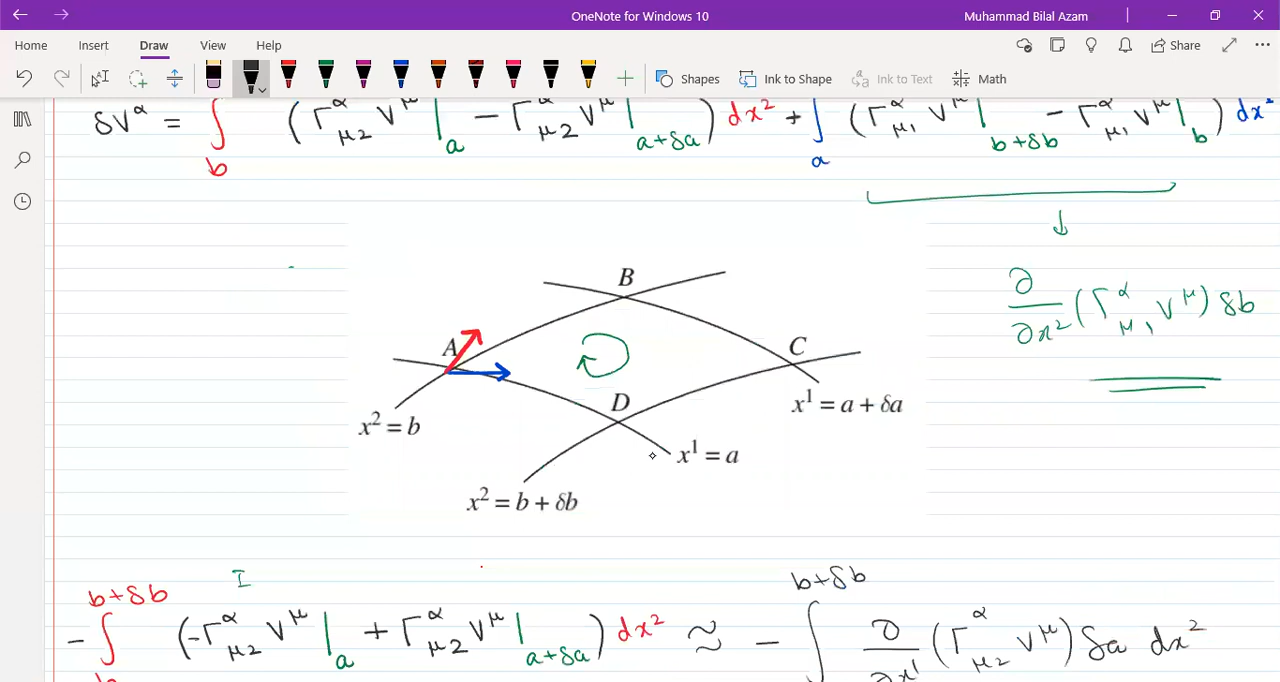 OneNote for Windows 10
Muhammad Bilal Azam
Home Insert Draw View Help
Share
Shapes Ink to Shape Ink to Text Math
δV^α = ∫_b (Γ^α_μ2 V^μ |_a − Γ^α_μ2 V^μ |_a+δa) dx² + ∫_a (Γ^α_μ1 V^μ |_b+δb − Γ^α_μ1 V^μ |_b) dx²
∂/∂x² (Γ^α_μ1 V^μ) δb
B
A
C
D
x¹ = a + δa
x² = b
x¹ = a
x² = b + δb
− ∫^b+δb (−Γ^α_μ2 V^μ |_a + Γ^α_μ2 V^μ |_a+δa) dx² ≈ − ∫^b+δb ∂/∂x¹ (Γ^α_μ2 V^μ) δa dx²